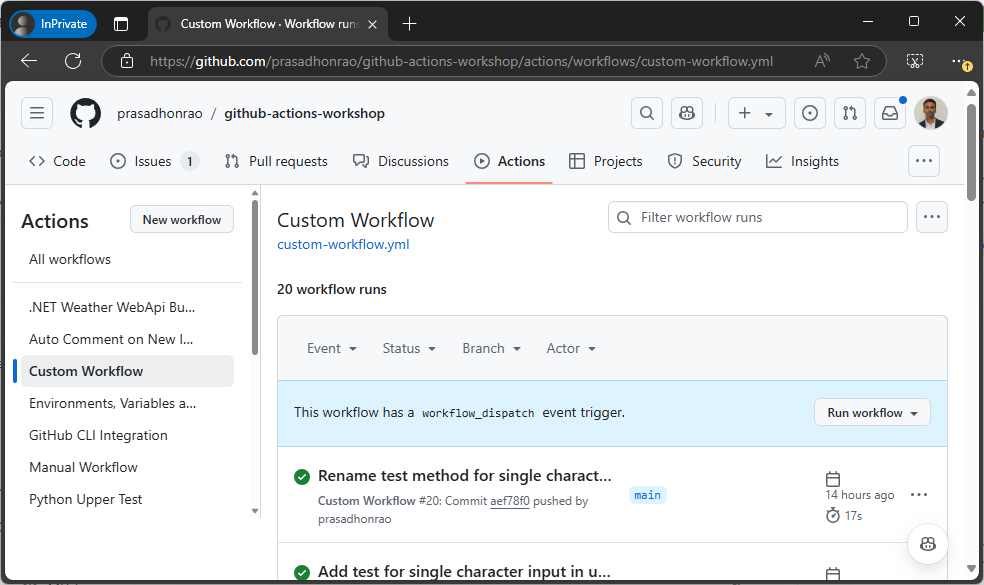 InPrivate
Custom Workflow · Workflow runs
https://github.com/prasadhonrao/github-actions-workshop/actions/workflows/custom-workflow.yml
prasadhonrao / github-actions-workshop
Code
Issues 1
Pull requests
Discussions
Actions
Projects
Security
Insights
Actions
New workflow
All workflows
.NET Weather WebApi Bu...
Auto Comment on New I...
Custom Workflow
Environments, Variables a...
GitHub CLI Integration
Manual Workflow
Python Upper Test
Custom Workflow
custom-workflow.yml
Filter workflow runs
20 workflow runs
Event
Status
Branch
Actor
This workflow has a workflow_dispatch event trigger.
Run workflow
Rename test method for single charact...
Custom Workflow #20: Commit aef78f0 pushed by
prasadhonrao
main
14 hours ago
17s
Add test for single character input in u...